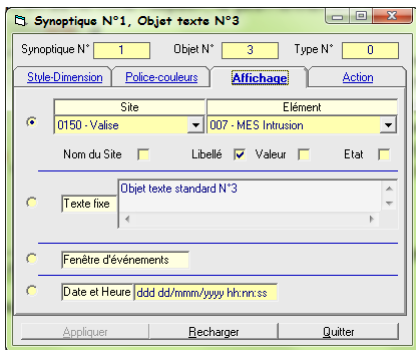 Synoptique N°1, Objet texte N°3
Synoptique N° 1 Objet N° 3 Type N° 0
Style-Dimension Police-couleurs Affichage Action
Site Elément
0150 - Valise 007 - MES Intrusion
Nom du Site Libellé Valeur Etat
Texte fixe Objet texte standard N°3
Fenêtre d'événements
Date et Heure ddd dd/mmm/yyyy hh:nn:ss
Appliquer Recharger Quitter